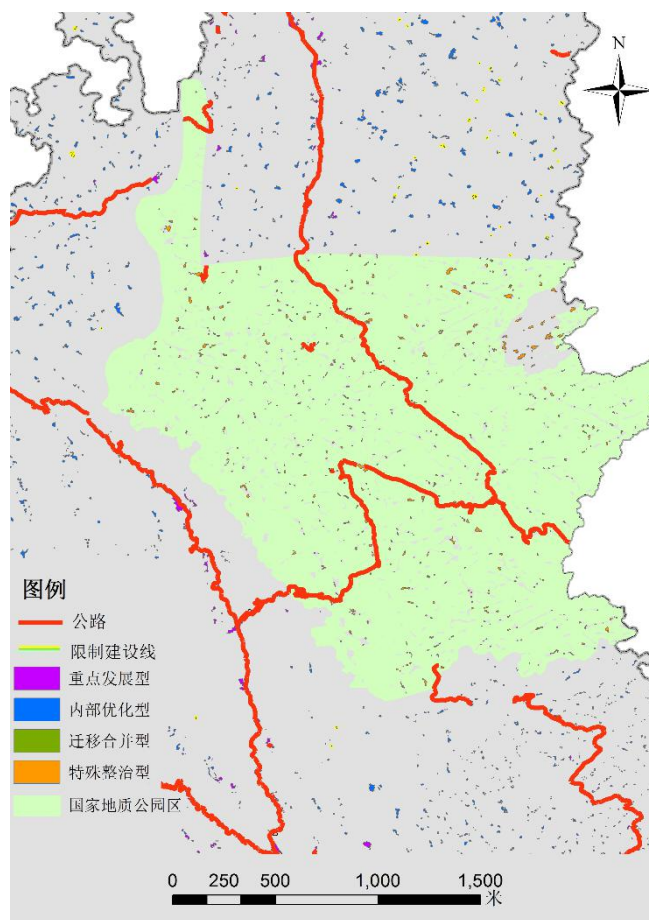 N
图例
公路
限制建设线
重点发展型
内部优化型
迁移合并型
特殊整治型
国家地质公园区
0 250 500 1,000 1,500
米